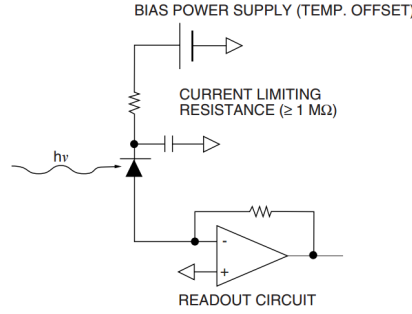 BIAS POWER SUPPLY (TEMP. OFFSET)
CURRENT LIMITING
RESISTANCE (≥ 1 MΩ)
hν
-
+
READOUT CIRCUIT